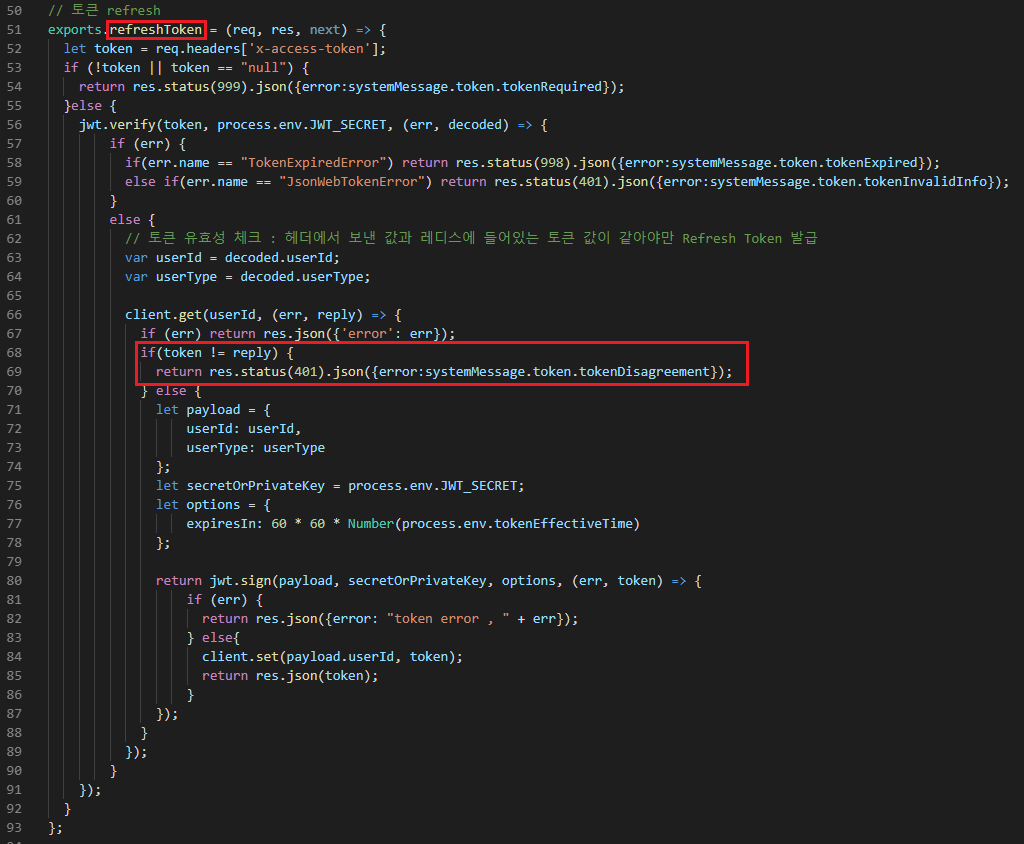 50 // 토큰 refresh
51 exports.refreshToken = (req, res, next) => {
52 let token = req.headers['x-access-token'];
53 if (!token || token == "null") {
54 return res.status(999).json({error:systemMessage.token.tokenRequired});
55 }else {
56 jwt.verify(token, process.env.JWT_SECRET, (err, decoded) => {
57 if (err) {
58 if(err.name == "TokenExpiredError") return res.status(998).json({error:systemMessage.token.tokenExpired});
59 else if(err.name == "JsonWebTokenError") return res.status(401).json({error:systemMessage.token.tokenInvalidInfo});
60 }
61 else {
62 // 토큰 유효성 체크 : 헤더에서 보낸 값과 레디스에 들어있는 토큰 값이 같아야만 Refresh Token 발급
63 var userId = decoded.userId;
64 var userType = decoded.userType;
65
66 client.get(userId, (err, reply) => {
67 if (err) return res.json({'error': err});
68 if(token != reply) {
69 return res.status(401).json({error:systemMessage.token.tokenDisagreement});
70 } else {
71 let payload = {
72 userId: userId,
73 userType: userType
74 };
75 let secretOrPrivateKey = process.env.JWT_SECRET;
76 let options = {
77 expiresIn: 60 * 60 * Number(process.env.tokenEffectiveTime)
78 };
79
80 return jwt.sign(payload, secretOrPrivateKey, options, (err, token) => {
81 if (err) {
82 return res.json({error: "token error , " + err});
83 } else{
84 client.set(payload.userId, token);
85 return res.json(token);
86 }
87 });
88 }
89 });
90 }
91 });
92 }
93 };